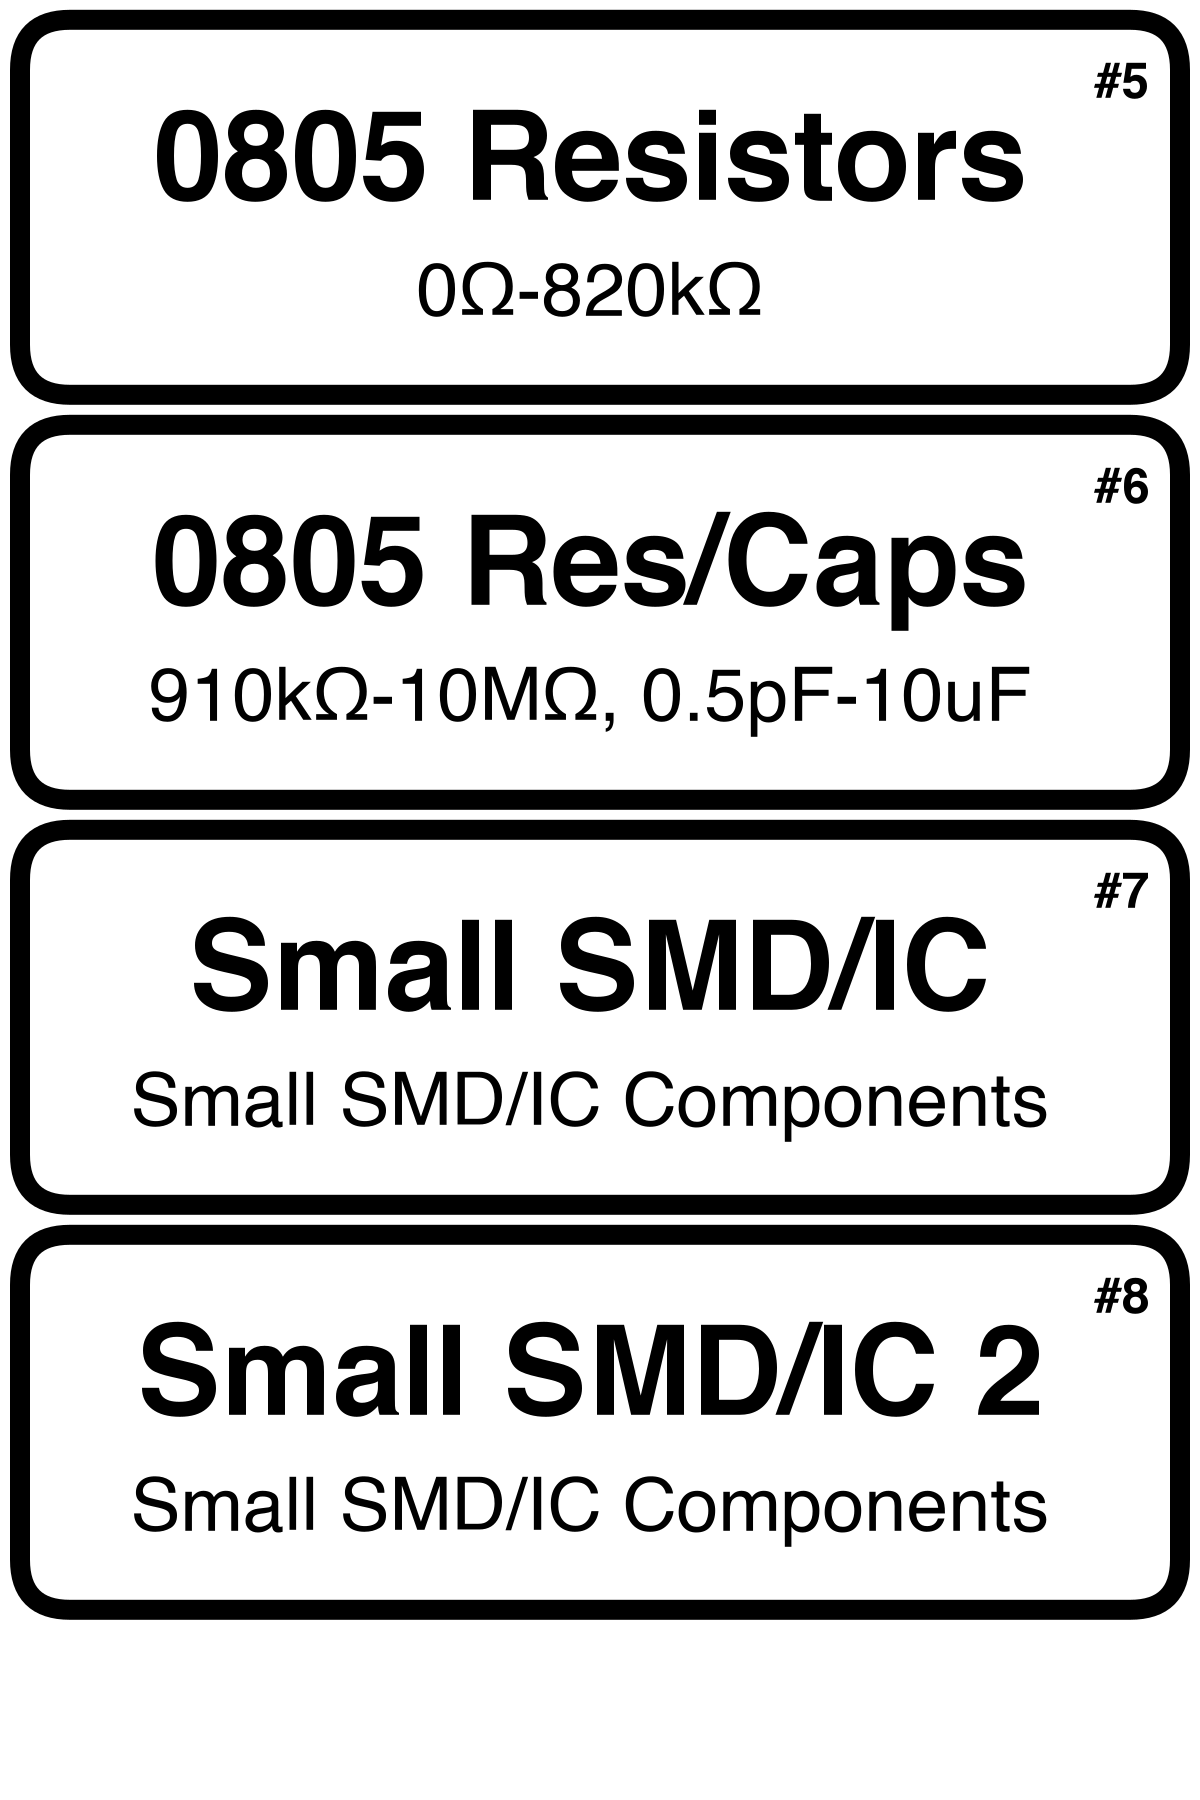 #5
0805 Resistors
0Ω-820kΩ
#6
0805 Res/Caps
910kΩ-10MΩ, 0.5pF-10uF
#7
Small SMD/IC
Small SMD/IC Components
#8
Small SMD/IC 2
Small SMD/IC Components